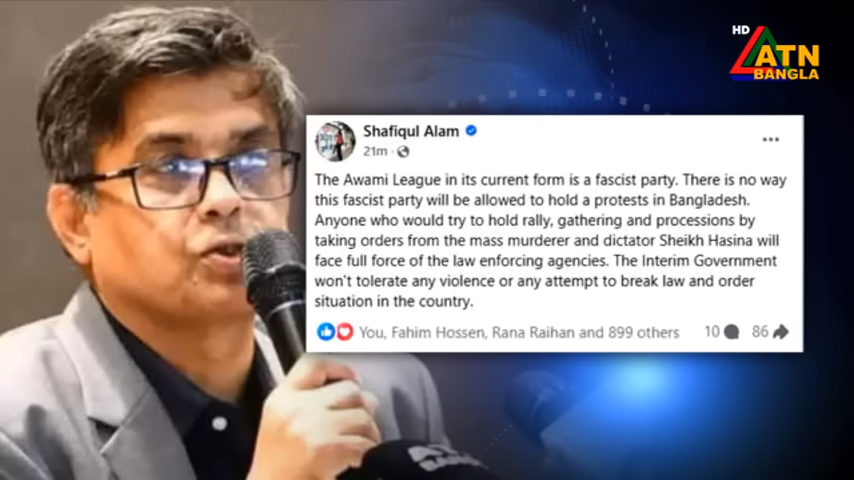 HD
ATN
BANGLA
Shafiqul Alam
21m
The Awami League in its current form is a fascist party. There is no way
this fascist party will be allowed to hold a protests in Bangladesh.
Anyone who would try to hold rally, gathering and processions by
taking orders from the mass murderer and dictator Sheikh Hasina will
face full force of the law enforcing agencies. The Interim Government
won't tolerate any violence or any attempt to break law and order
situation in the country.
You, Fahim Hossen, Rana Raihan and 899 others
10
86